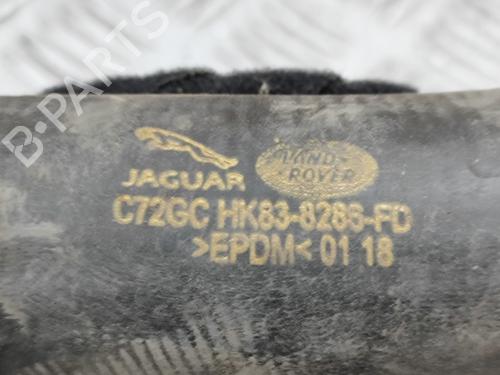 B-PARTS
JAGUAR
LAND-
ROVER
C72GC HK83-8286-FD
>EPDM< 01 18